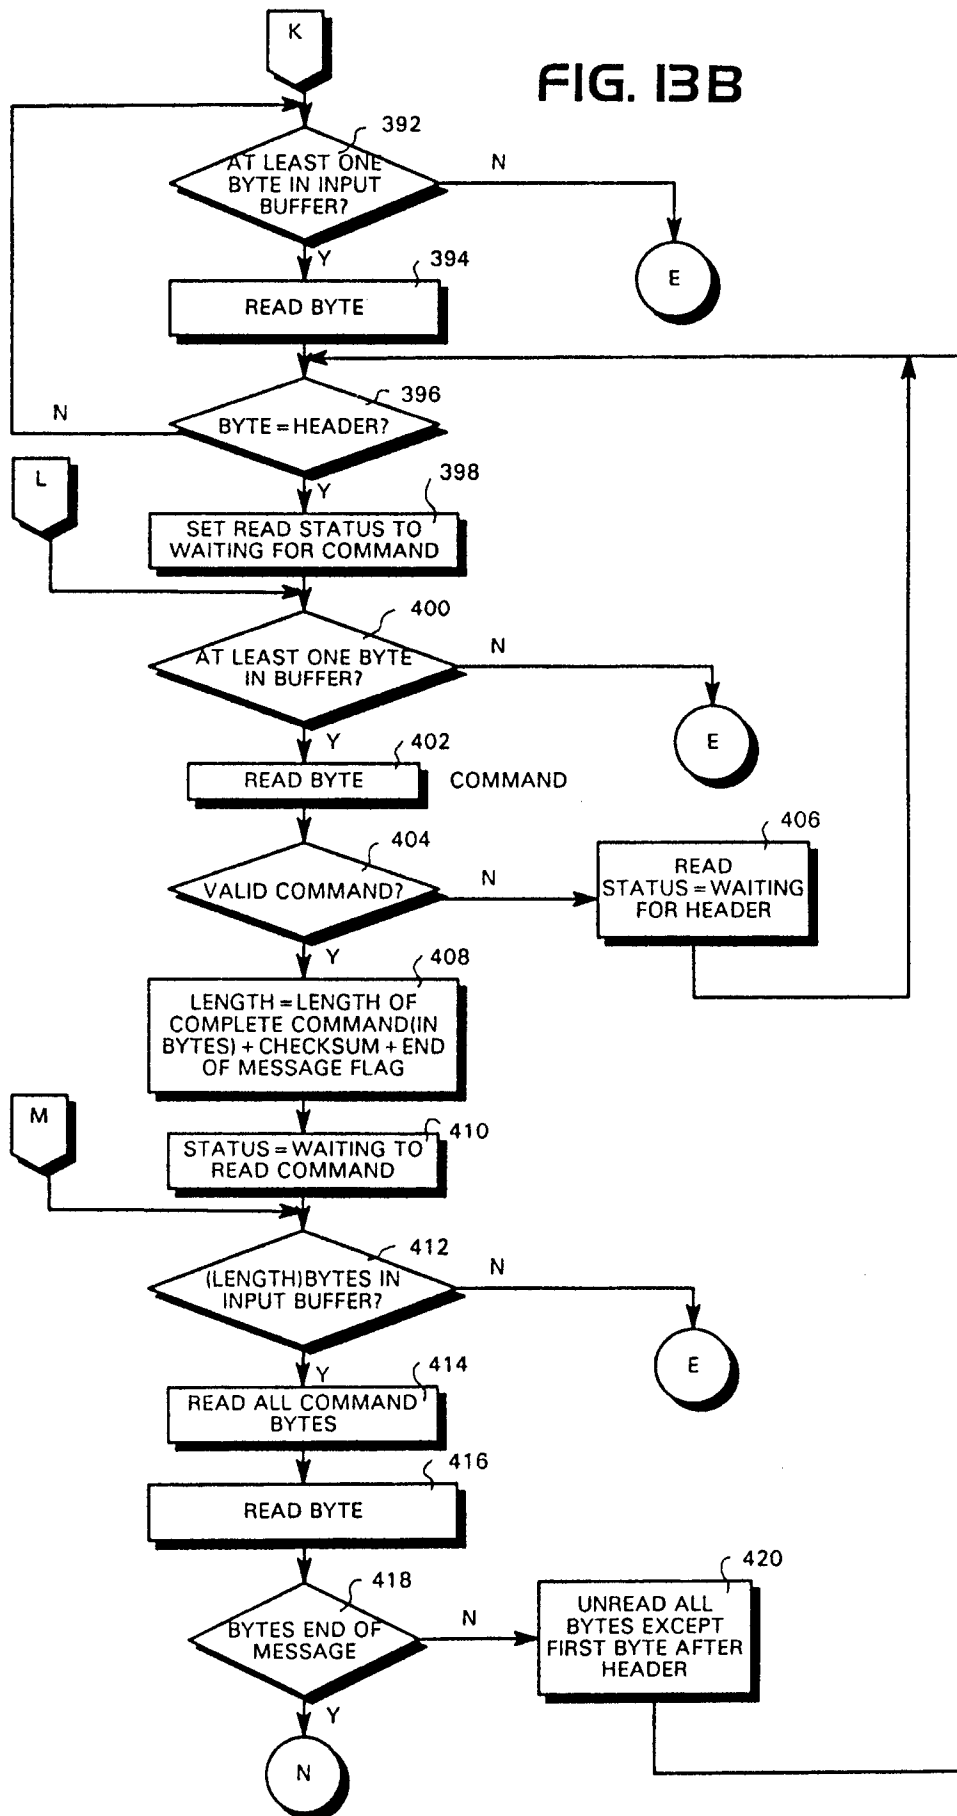 K
FIG. 13B
392
AT LEAST ONE
BYTE IN INPUT
BUFFER?
N
Y
E
394
READ BYTE
396
BYTE = HEADER?
N
Y
L
398
SET READ STATUS TO
WAITING FOR COMMAND
400
AT LEAST ONE BYTE
IN BUFFER?
N
Y
E
402
READ BYTE
COMMAND
404
VALID COMMAND?
N
Y
406
READ
STATUS = WAITING
FOR HEADER
408
LENGTH = LENGTH OF
COMPLETE COMMAND(IN
BYTES) + CHECKSUM + END
OF MESSAGE FLAG
M
410
STATUS = WAITING TO
READ COMMAND
412
(LENGTH)BYTES IN
INPUT BUFFER?
N
Y
E
414
READ ALL COMMAND
BYTES
416
READ BYTE
418
BYTES END OF
MESSAGE
N
Y
420
UNREAD ALL
BYTES EXCEPT
FIRST BYTE AFTER
HEADER
N